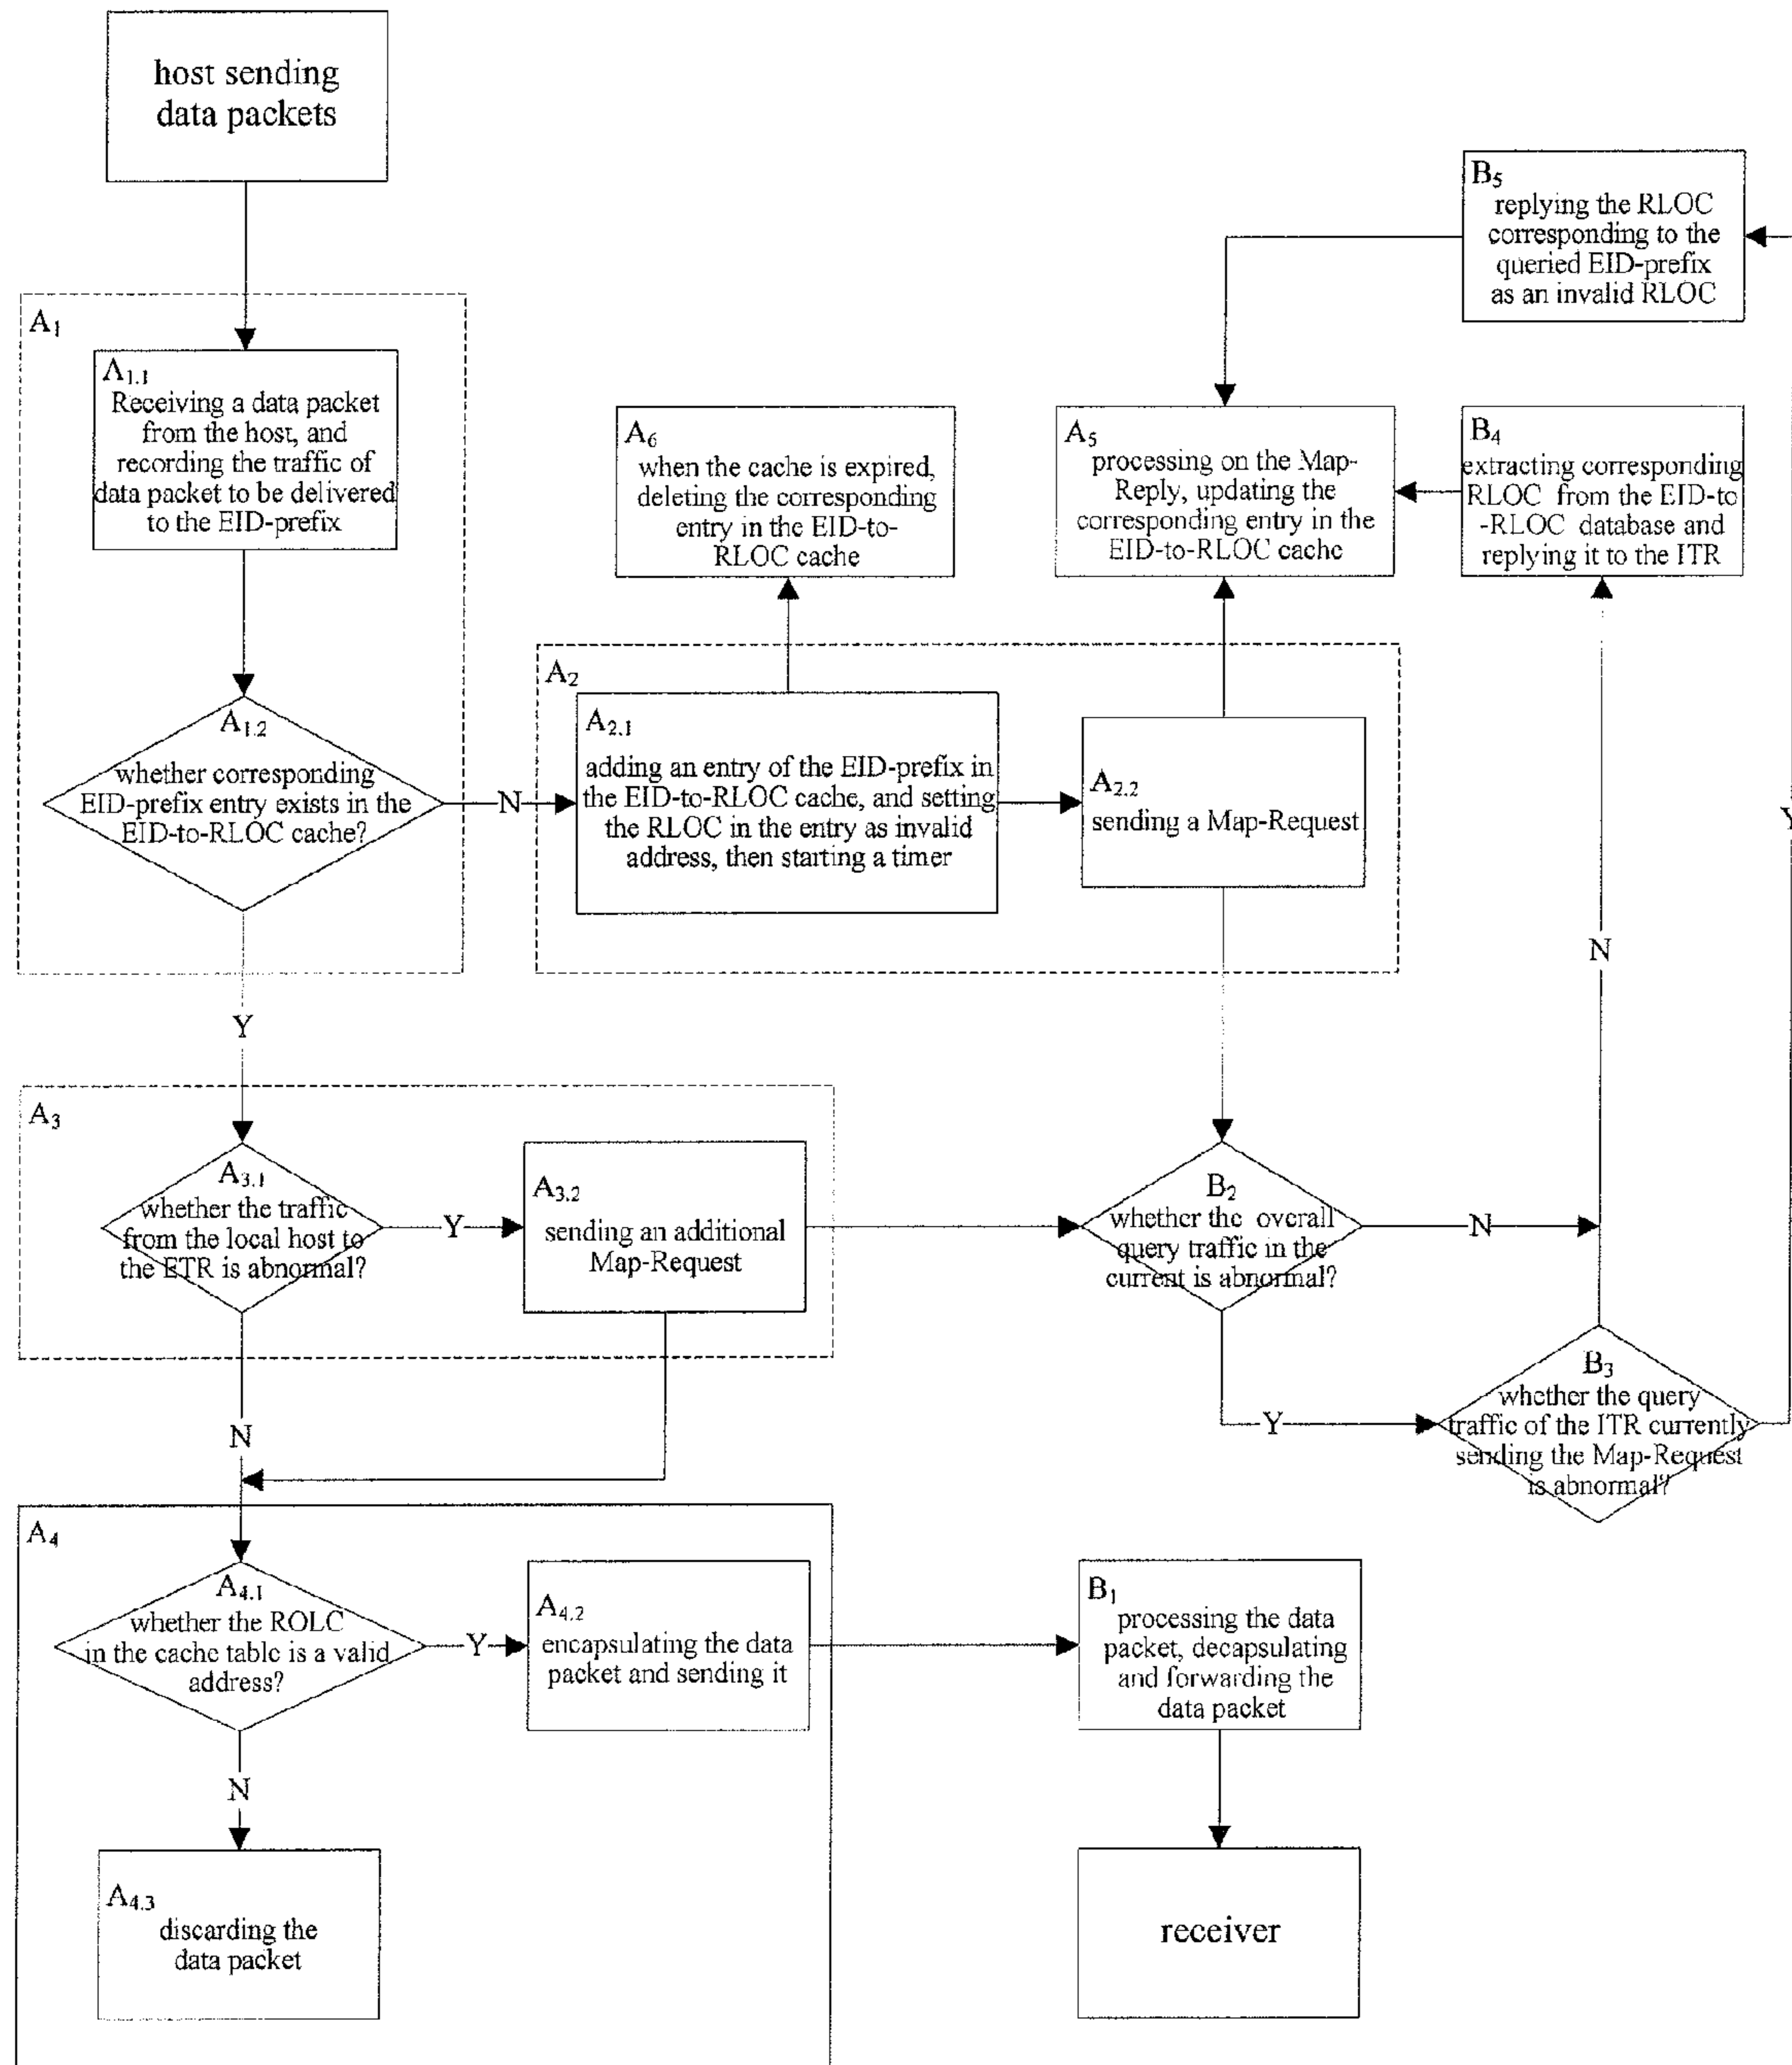 host sending
data packets
B5
replying the RLOC
corresponding to the
queried EID-prefix
as an invalid RLOC
A1
A1.1
Receiving a data packet
from the host, and
recording the traffic of
data packet to be delivered
to the EID-prefix
A6
when the cache is expired,
deleting the corresponding
entry in the EID-to-
RLOC cache
A5
processing on the Map-
Reply, updating the
corresponding entry in the
EID-to-RLOC cache
B4
extracting corresponding
RLOC from the EID-to
-RLOC database and
replying it to the ITR
A1.2
whether corresponding
EID-prefix entry exists in the
EID-to-RLOC cache?
N
A2
A2.1
adding an entry of the EID-prefix in
the EID-to-RLOC cache, and setting
the RLOC in the entry as invalid
address, then starting a timer
A2.2
sending a Map-Request
Y
N
Y
A3
A3.1
whether the traffic
from the local host to
the ETR is abnormal?
Y
A3.2
sending an additional
Map-Request
B2
whether the overall
query traffic in the
current is abnormal?
N
Y
B3
whether the query
traffic of the ITR currently
sending the Map-Request
is abnormal?
N
A4
A4.1
whether the ROLC
in the cache table is a valid
address?
Y
A4.2
encapsulating the data
packet and sending it
B1
processing the data
packet, decapsulating
and forwarding the
data packet
N
A4.3
discarding the
data packet
receiver